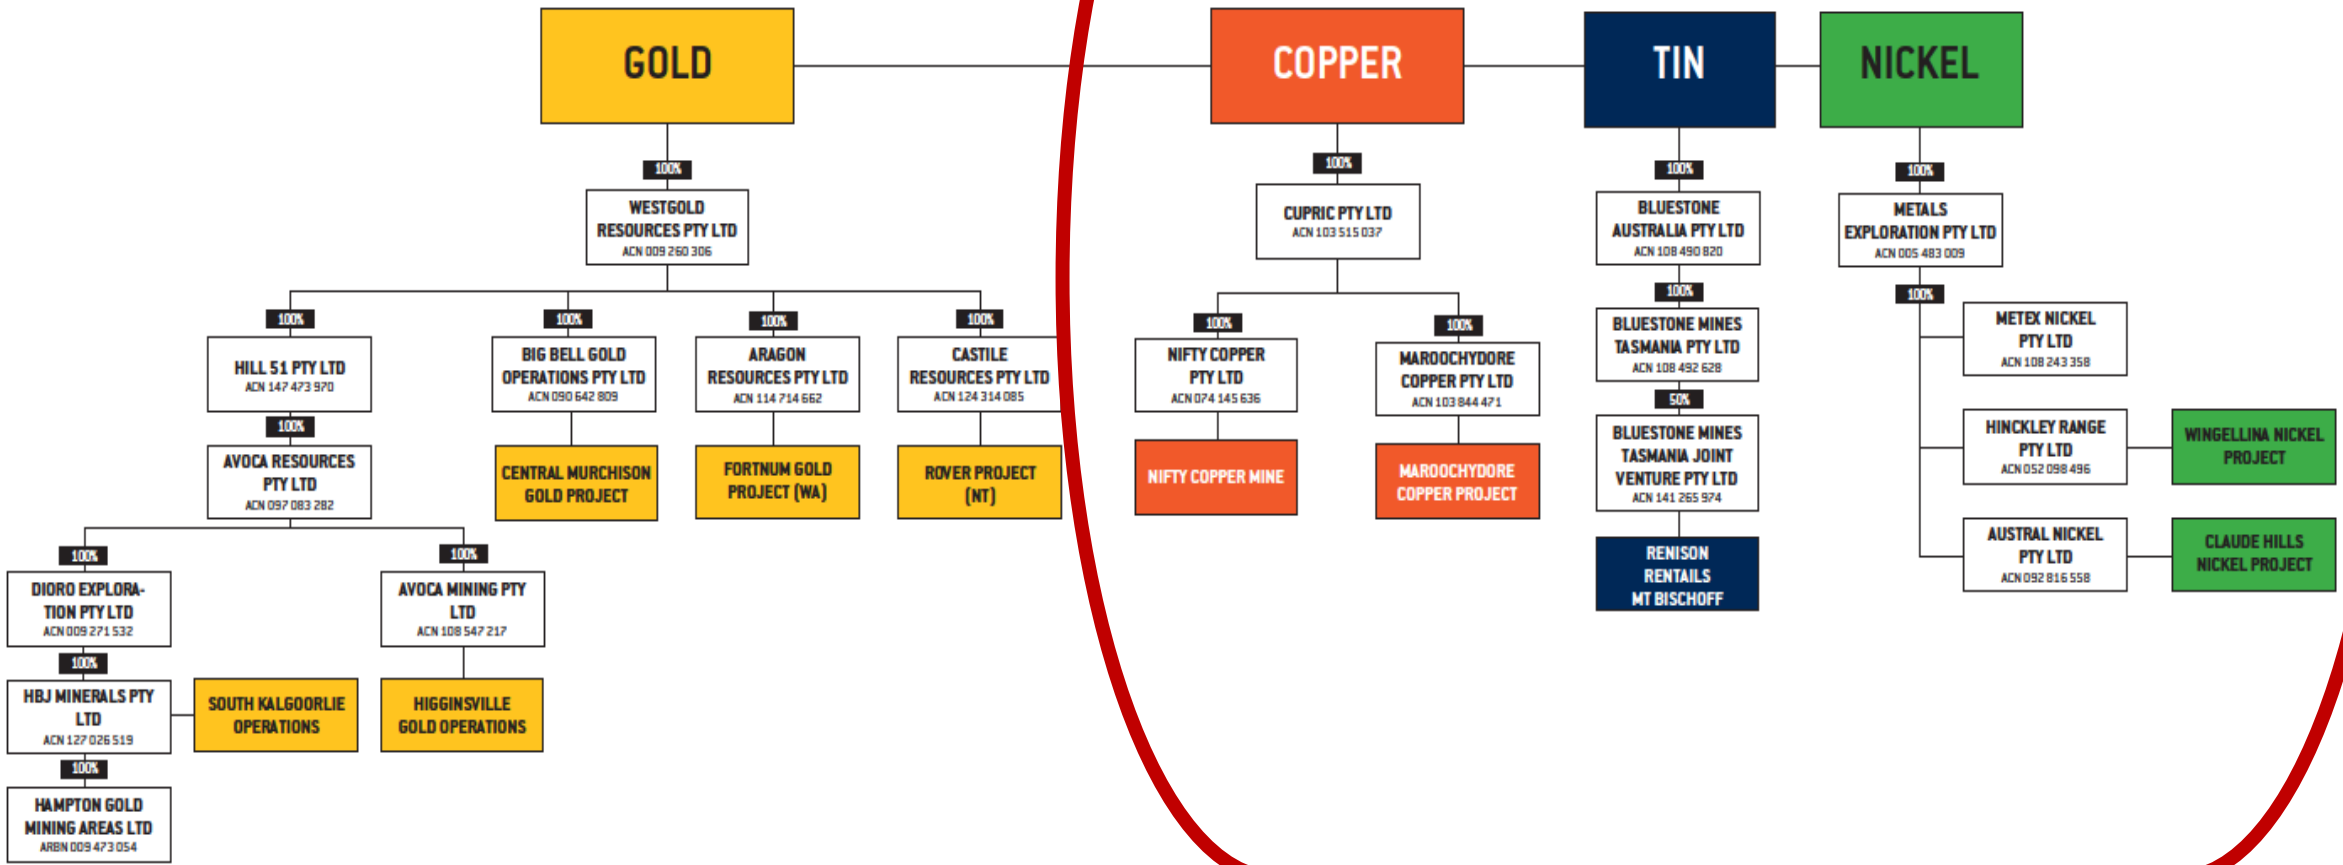 GOLD
COPPER
TIN
NICKEL
100%
WESTGOLD
RESOURCES PTY LTD
ACN 009 260 306
100%
HILL 51 PTY LTD
ACN 147 473 970
100%
AVOCA RESOURCES
PTY LTD
ACN 097 083 282
100%
DIORO EXPLORA-
TION PTY LTD
ACN 009 271 532
100%
HBJ MINERALS PTY
LTD
ACN 127 026 519
SOUTH KALGOORLIE
OPERATIONS
100%
HAMPTON GOLD
MINING AREAS LTD
ARBN 009 473 054
100%
AVOCA MINING PTY
LTD
ACN 108 547 217
HIGGINSVILLE
GOLD OPERATIONS
100%
BIG BELL GOLD
OPERATIONS PTY LTD
ACN 090 642 809
CENTRAL MURCHISON
GOLD PROJECT
100%
ARAGON
RESOURCES PTY LTD
ACN 114 714 662
FORTNUM GOLD
PROJECT (WA)
100%
CASTILE
RESOURCES PTY LTD
ACN 124 314 085
ROVER PROJECT
(NT)
100%
CUPRIC PTY LTD
ACN 103 515 037
100%
NIFTY COPPER
PTY LTD
ACN 074 145 636
NIFTY COPPER MINE
100%
MAROOCHYDORE
COPPER PTY LTD
ACN 103 844 471
MAROOCHYDORE
COPPER PROJECT
100%
BLUESTONE
AUSTRALIA PTY LTD
ACN 108 490 820
100%
BLUESTONE MINES
TASMANIA PTY LTD
ACN 108 492 628
50%
BLUESTONE MINES
TASMANIA JOINT
VENTURE PTY LTD
ACN 141 265 974
RENISON
RENTAILS
MT BISCHOFF
100%
METALS
EXPLORATION PTY LTD
ACN 005 483 009
100%
METEX NICKEL
PTY LTD
ACN 108 243 358
HINCKLEY RANGE
PTY LTD
ACN 052 098 496
WINGELLINA NICKEL
PROJECT
AUSTRAL NICKEL
PTY LTD
ACN 092 816 558
CLAUDE HILLS
NICKEL PROJECT